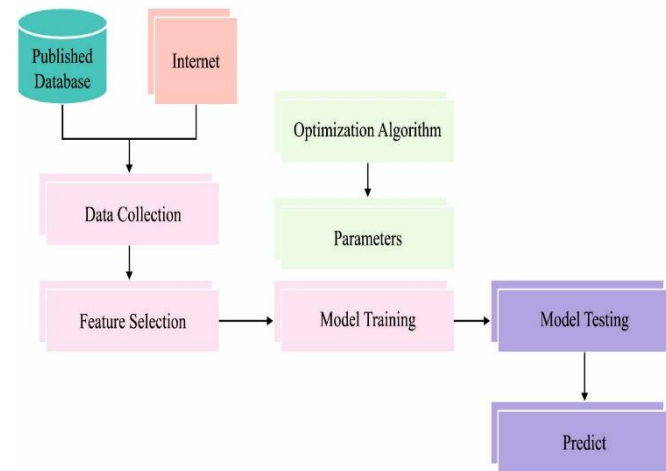 Published
Database
Internet
Optimization Algorithm
Data Collection
Parameters
Feature Selection
Model Training
Model Testing
Predict